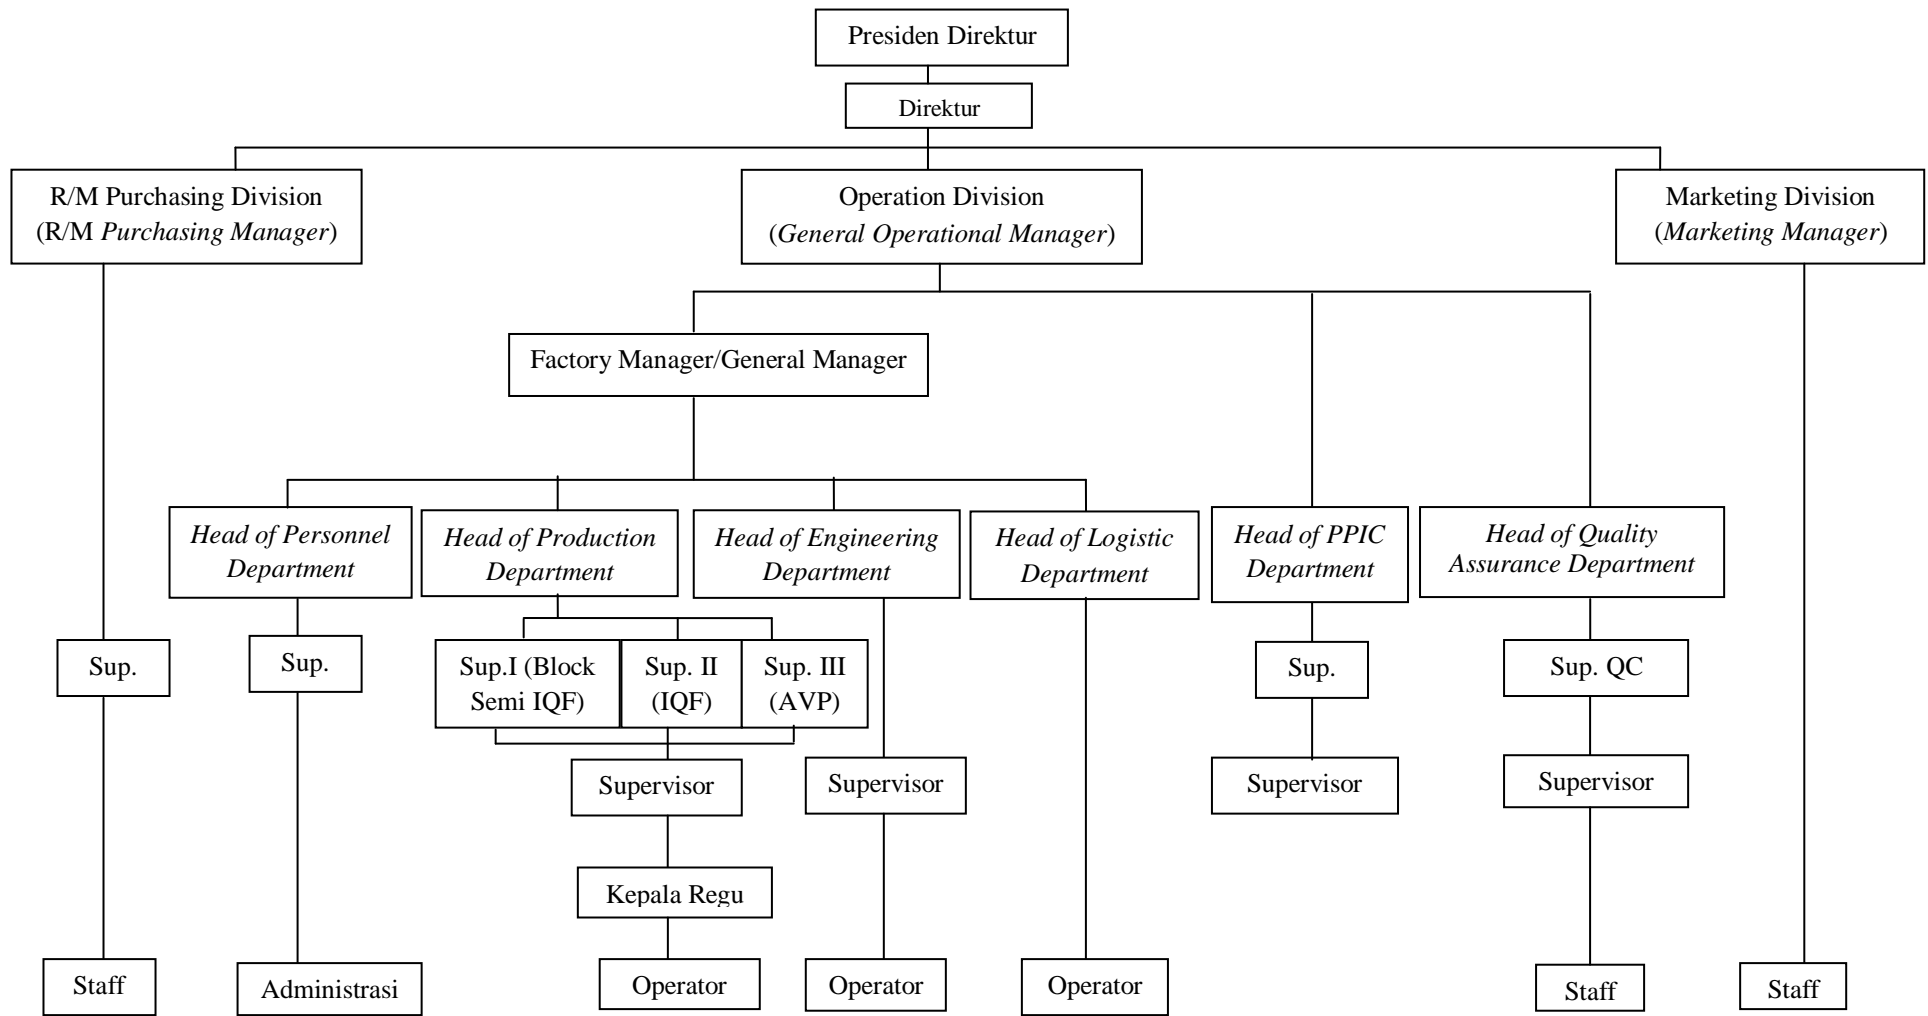 Presiden Direktur
Direktur
R/M Purchasing Division
(R/M Purchasing Manager)
Operation Division
(General Operational Manager)
Marketing Division
(Marketing Manager)
Factory Manager/General Manager
Head of Personnel
Department
Head of Production
Department
Head of Engineering
Department
Head of Logistic
Department
Head of PPIC
Department
Head of Quality
Assurance Department
Sup.
Sup.
Sup.I (Block
Semi IQF)
Sup. II
(IQF)
Sup. III
(AVP)
Sup.
Sup. QC
Supervisor
Supervisor
Supervisor
Supervisor
Kepala Regu
Staff
Administrasi
Operator
Operator
Operator
Staff
Staff